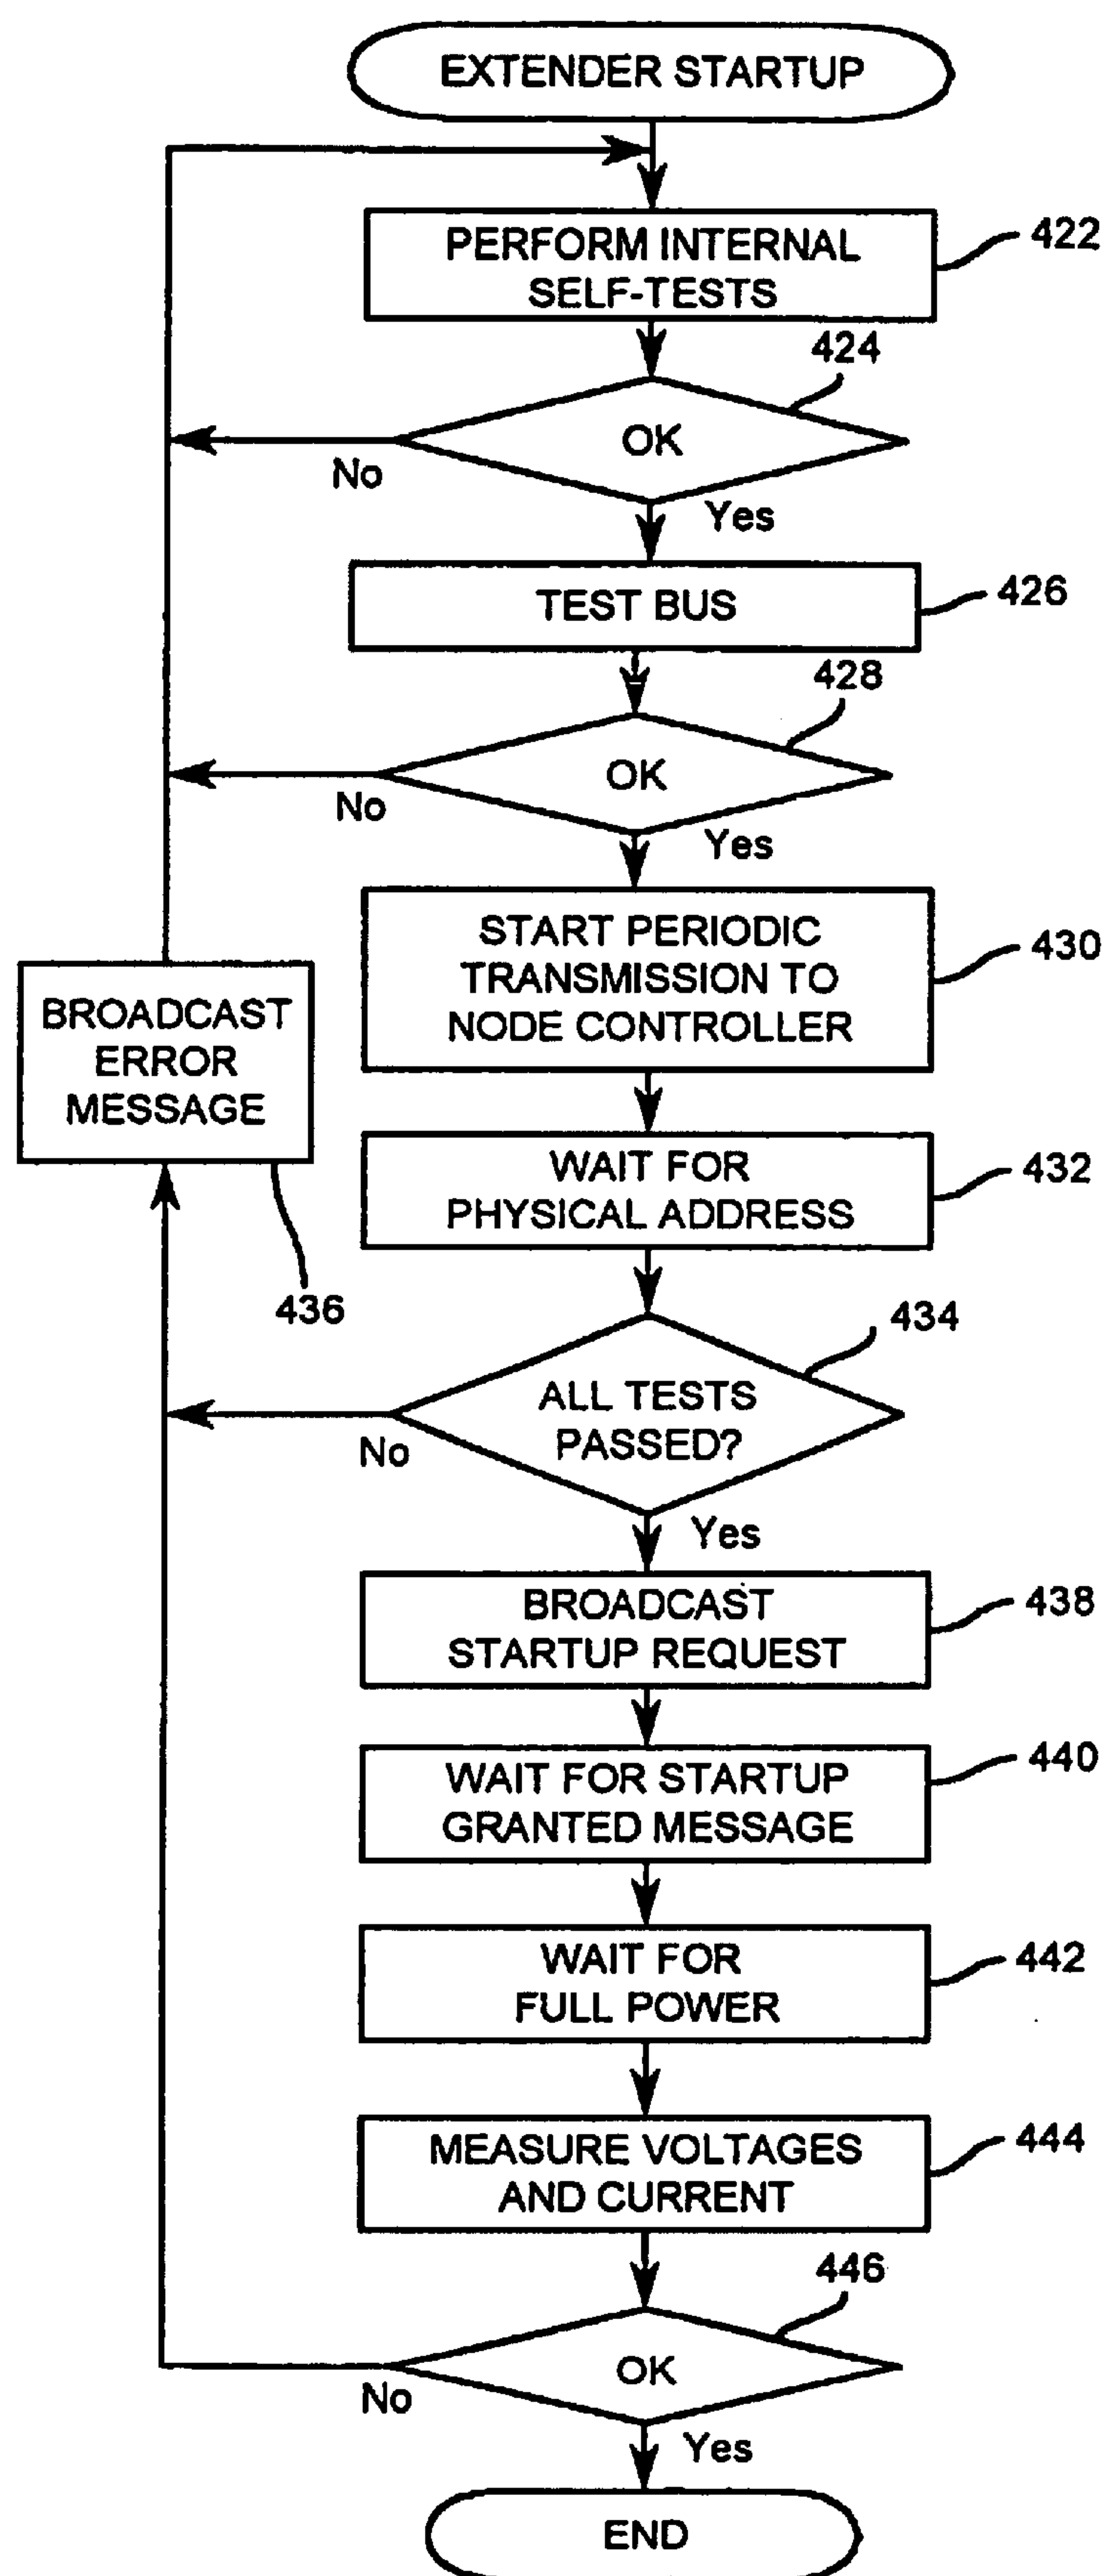 EXTENDER STARTUP
PERFORM INTERNAL
SELF-TESTS
422
424
OK
No
Yes
TEST BUS
426
428
OK
No
Yes
START PERIODIC
TRANSMISSION TO
NODE CONTROLLER
430
BROADCAST
ERROR
MESSAGE
436
WAIT FOR
PHYSICAL ADDRESS
432
434
ALL TESTS
PASSED?
No
Yes
BROADCAST
STARTUP REQUEST
438
WAIT FOR STARTUP
GRANTED MESSAGE
440
WAIT FOR
FULL POWER
442
MEASURE VOLTAGES
AND CURRENT
444
446
OK
No
Yes
END